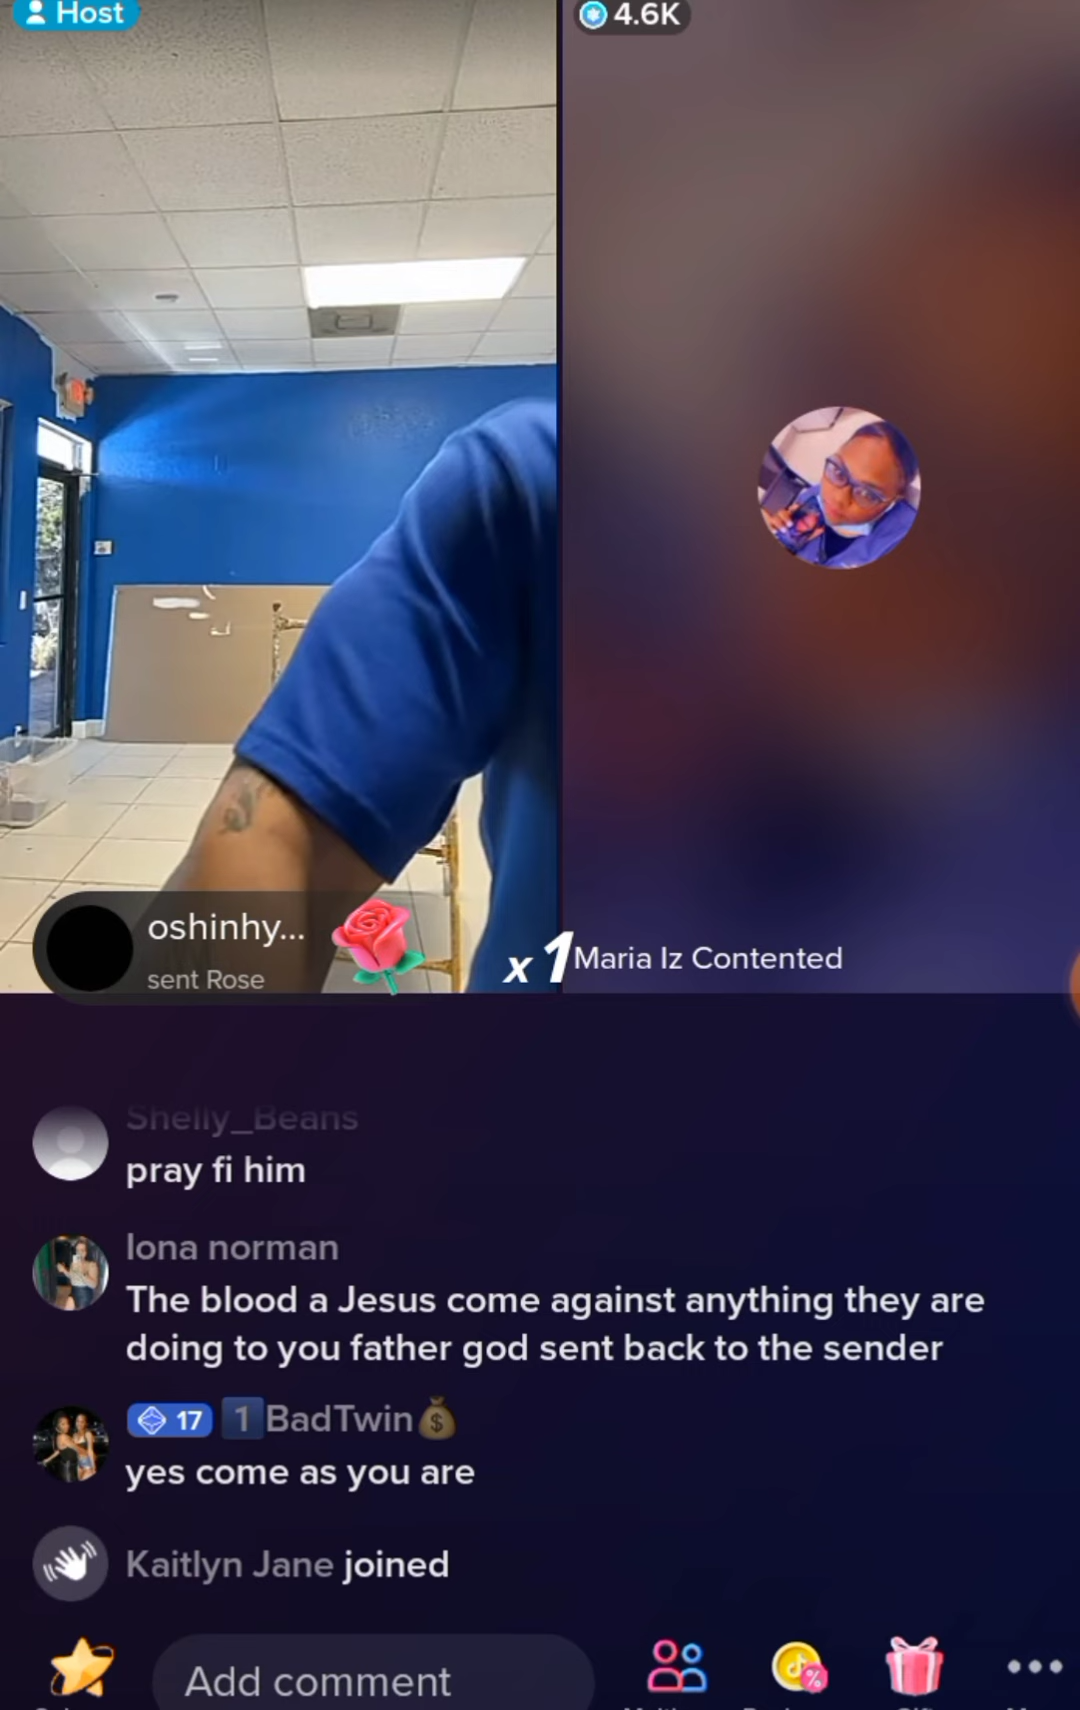 Host
4.6K
oshinhy...
sent Rose
x 1
Maria Iz Contented
Shelly_Beans
pray fi him
Iona norman
The blood a Jesus come against anything they are
doing to you father god sent back to the sender
17 1 BadTwin
yes come as you are
Kaitlyn Jane joined
Add comment